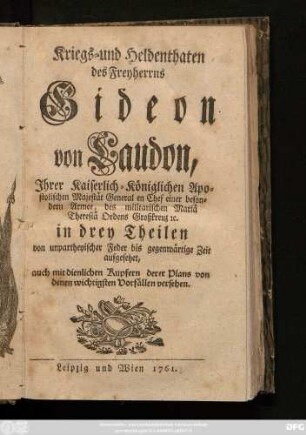 Kriegs-und Heldenthaten
des Freyherrns
Gideon
von Laudon,
Ihrer Kaiserlich-Königlichen Apo-
stolischen Majestät General en Chef einer beson-
dern Armee, des militarischen Mariä
Theresiä Ordens Großkreuz ꝛc.
in drey Theilen
von unpartheyischer Feder bis gegenwärtige Zeit
aufgesetzet,
auch mit dienlichen Kupfern derer Plans von
denen wichtigsten Vorfällen versehen.
Leipzig und Wien 1761.